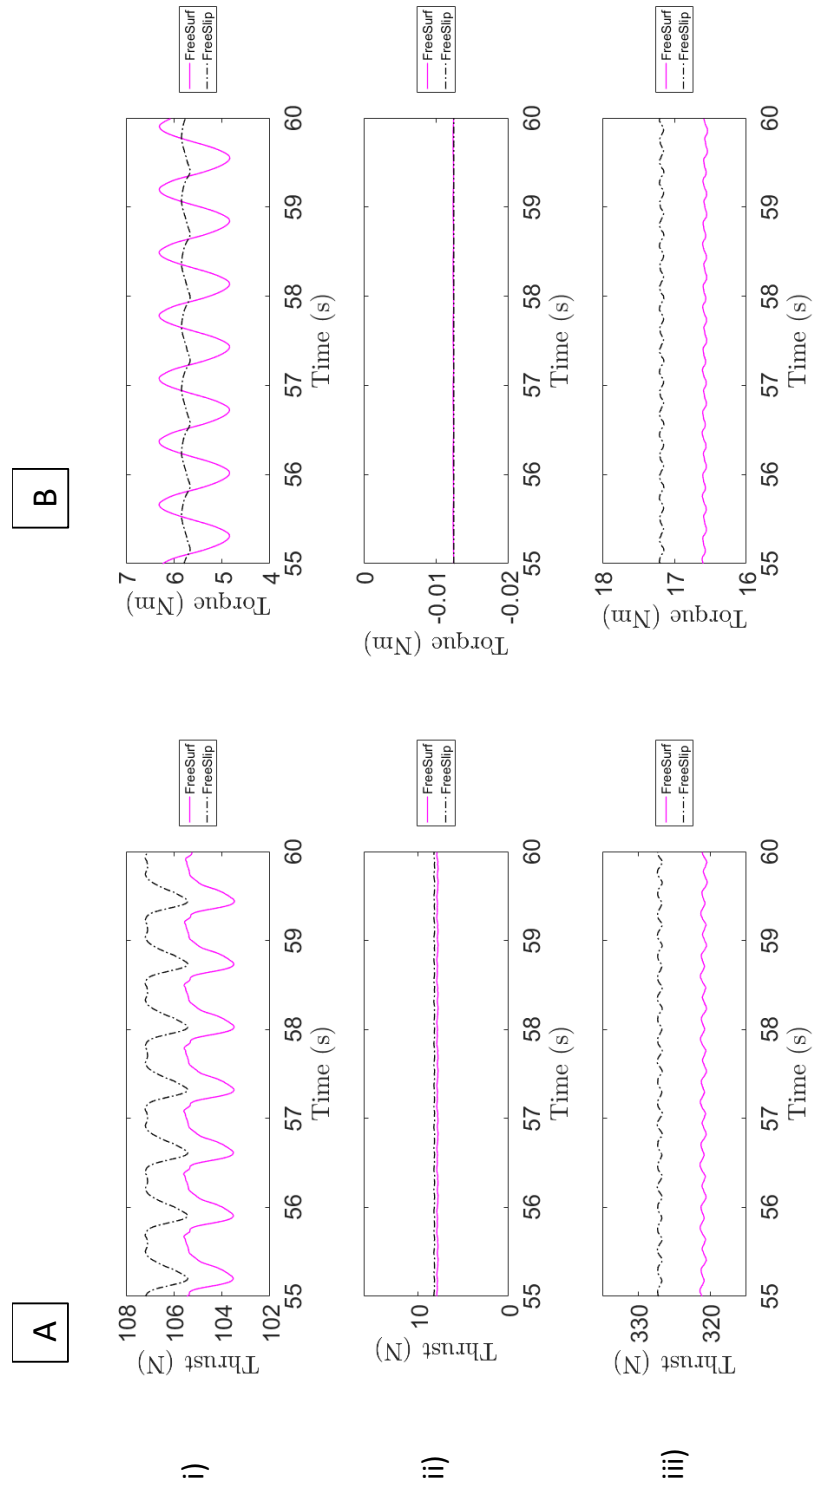 A
B
i)
Thrust (N)
108
106
104
102
55
56
57
58
59
60
Time (s)
FreeSurf
FreeSlip
Torque (Nm)
7
6
5
4
55
56
57
58
59
60
Time (s)
FreeSurf
FreeSlip
ii)
Thrust (N)
10
0
55
56
57
58
59
60
Time (s)
FreeSurf
FreeSlip
Torque (Nm)
0
-0.01
-0.02
55
56
57
58
59
60
Time (s)
FreeSurf
FreeSlip
iii)
Thrust (N)
330
320
55
56
57
58
59
60
Time (s)
FreeSurf
FreeSlip
Torque (Nm)
18
17
16
55
56
57
58
59
60
Time (s)
FreeSurf
FreeSlip